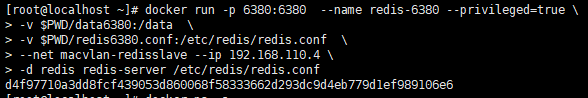 [root@localhost ~]# docker run -p 6380:6380  --name redis-6380 --privileged=true \
> -v $PWD/data6380:/data  \
> -v $PWD/redis6380.conf:/etc/redis/redis.conf  \
> --net macvlan-redisslave --ip 192.168.110.4 \
> -d redis redis-server /etc/redis/redis.conf
d4f97710a3dd8fcf439053d860068f58333662d293dc9d4eb779d1ef989106e6